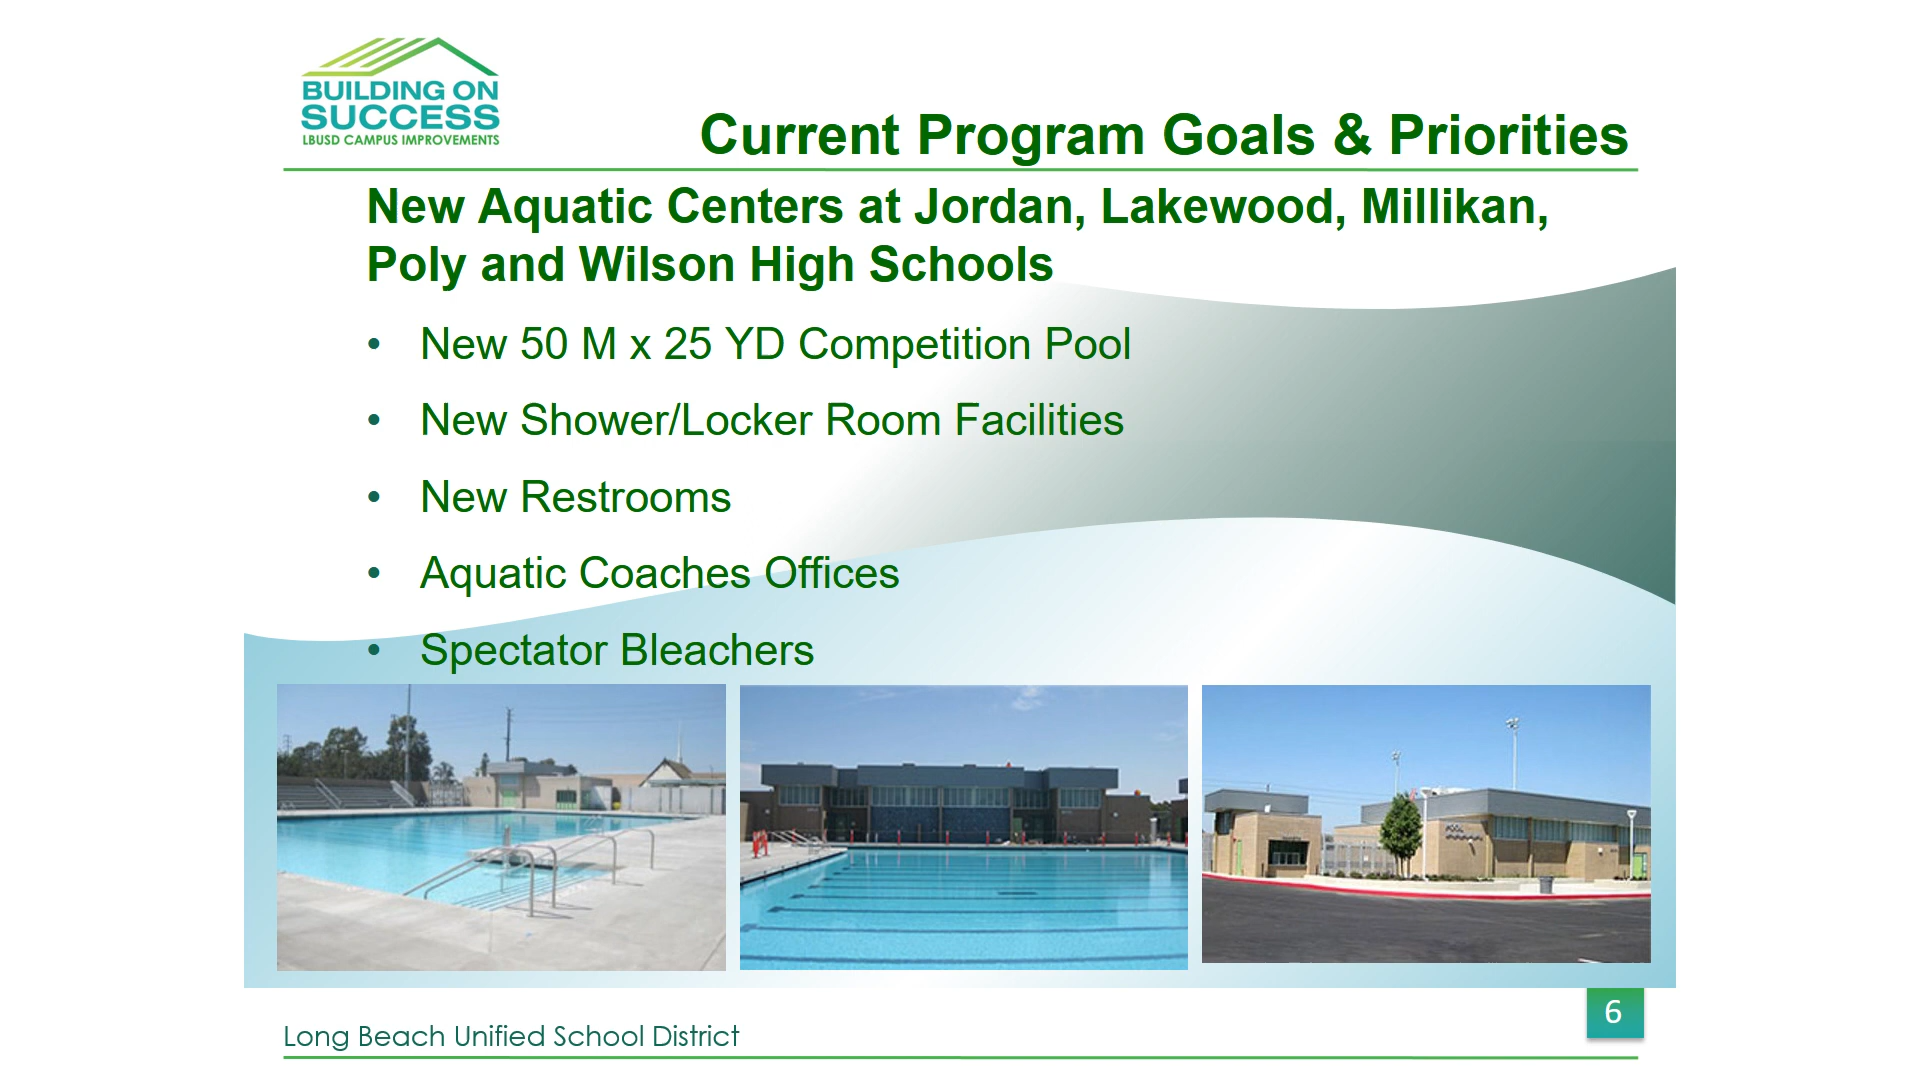 BUILDING ON
SUCCESS
LBUSD CAMPUS IMPROVEMENTS
Current Program Goals & Priorities
New Aquatic Centers at Jordan, Lakewood, Millikan,
Poly and Wilson High Schools
• New 50 M x 25 YD Competition Pool
• New Shower/Locker Room Facilities
• New Restrooms
• Aquatic Coaches Offices
• Spectator Bleachers
POOL
6
Long Beach Unified School District